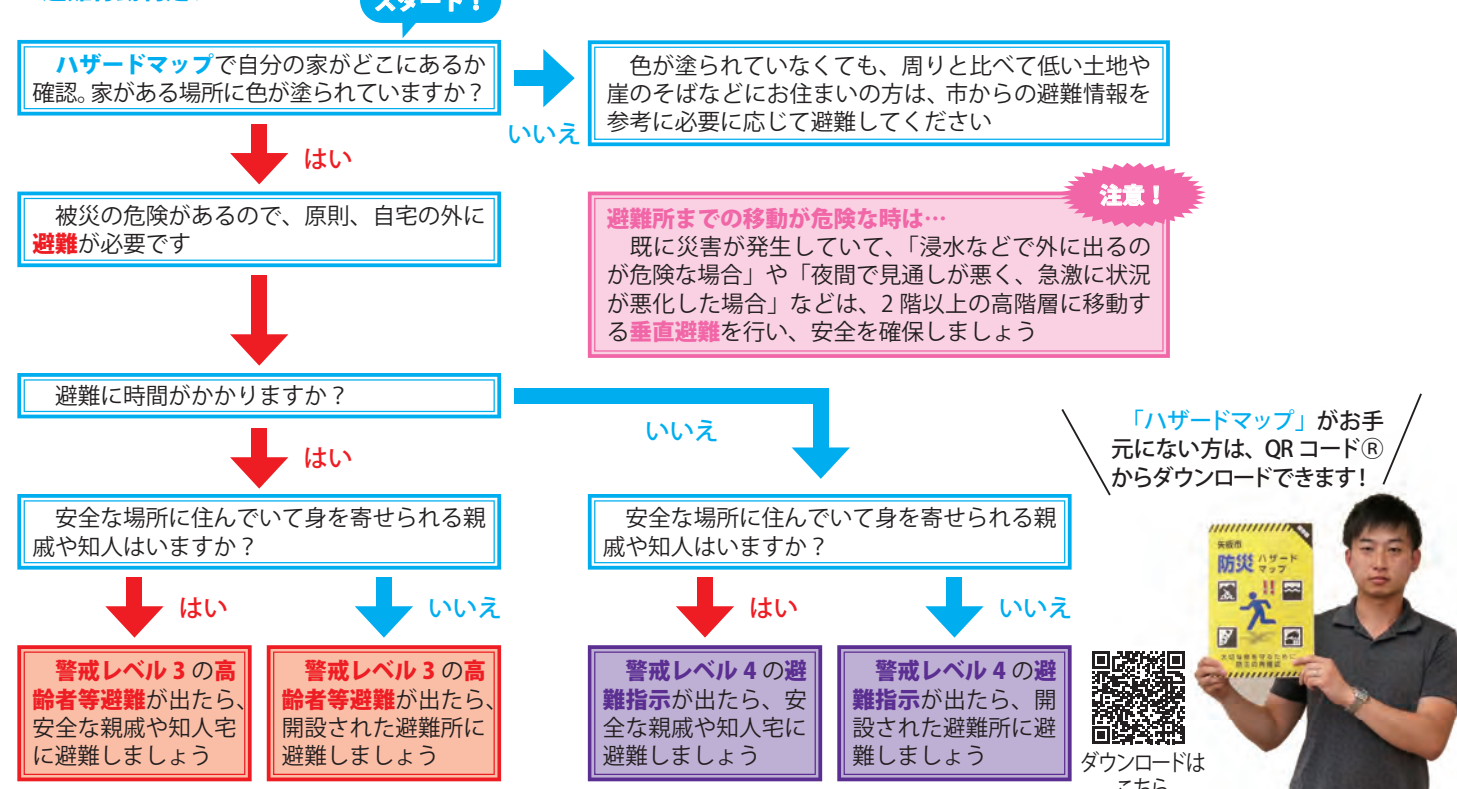 スタート！
ハザードマップで自分の家がどこにあるか
確認。家がある場所に色が塗られていますか？
いいえ
色が塗られていなくても、周りと比べて低い土地や
崖のそばなどにお住まいの方は、市からの避難情報を
参考に必要に応じて避難してください
はい
被災の危険があるので、原則、自宅の外に
避難が必要です
注意！
避難所までの移動が危険な時は…
既に災害が発生していて、「浸水などで外に出るの
が危険な場合」や「夜間で見通しが悪く、急激に状況
が悪化した場合」などは、2 階以上の高階層に移動す
る垂直避難を行い、安全を確保しましょう
避難に時間がかかりますか？
いいえ
はい
安全な場所に住んでいて身を寄せられる親
戚や知人はいますか？
安全な場所に住んでいて身を寄せられる親
戚や知人はいますか？
はい
いいえ
はい
いいえ
警戒レベル 3 の高
齢者等避難が出たら、
安全な親戚や知人宅
に避難しましょう
警戒レベル 3 の高
齢者等避難が出たら、
開設された避難所に
避難しましょう
警戒レベル 4 の避
難指示が出たら、安
全な親戚や知人宅に
避難しましょう
警戒レベル 4 の避
難指示が出たら、開
設された避難所に避
難しましょう
「ハザードマップ」がお手
元にない方は、QR コード®
からダウンロードできます！
矢板市
防災ハザード
マップ
ダウンロードは
こちら